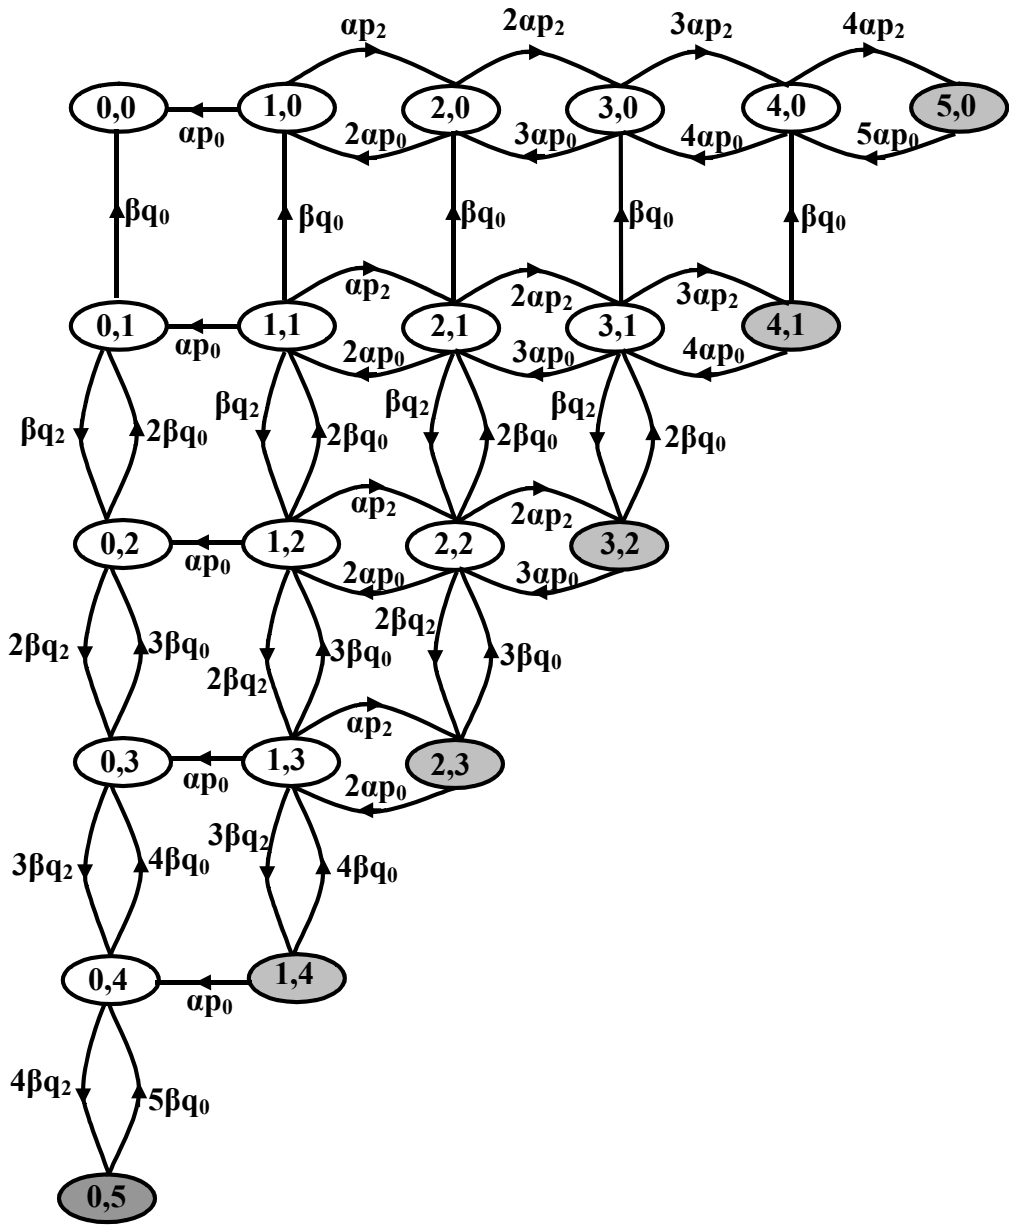 αp₂ 2αp₂ 3αp₂ 4αp₂
0,0 1,0 2,0 3,0 4,0 5,0
αp₀ 2αp₀ 3αp₀ 4αp₀ 5αp₀
βq₀ βq₀ βq₀ βq₀ βq₀
αp₂ 2αp₂ 3αp₂
0,1 1,1 2,1 3,1 4,1
αp₀ 2αp₀ 3αp₀ 4αp₀
βq₂ 2βq₀ βq₂ 2βq₀ βq₂ 2βq₀ βq₂ 2βq₀
αp₂ 2αp₂
0,2 1,2 2,2 3,2
αp₀ 2αp₀ 3αp₀
2βq₂ 3βq₀ 2βq₂ 3βq₀ 2βq₂ 3βq₀
αp₂
0,3 1,3 2,3
αp₀ 2αp₀
3βq₂ 4βq₀ 3βq₂ 4βq₀
0,4 1,4
αp₀
4βq₂ 5βq₀
0,5